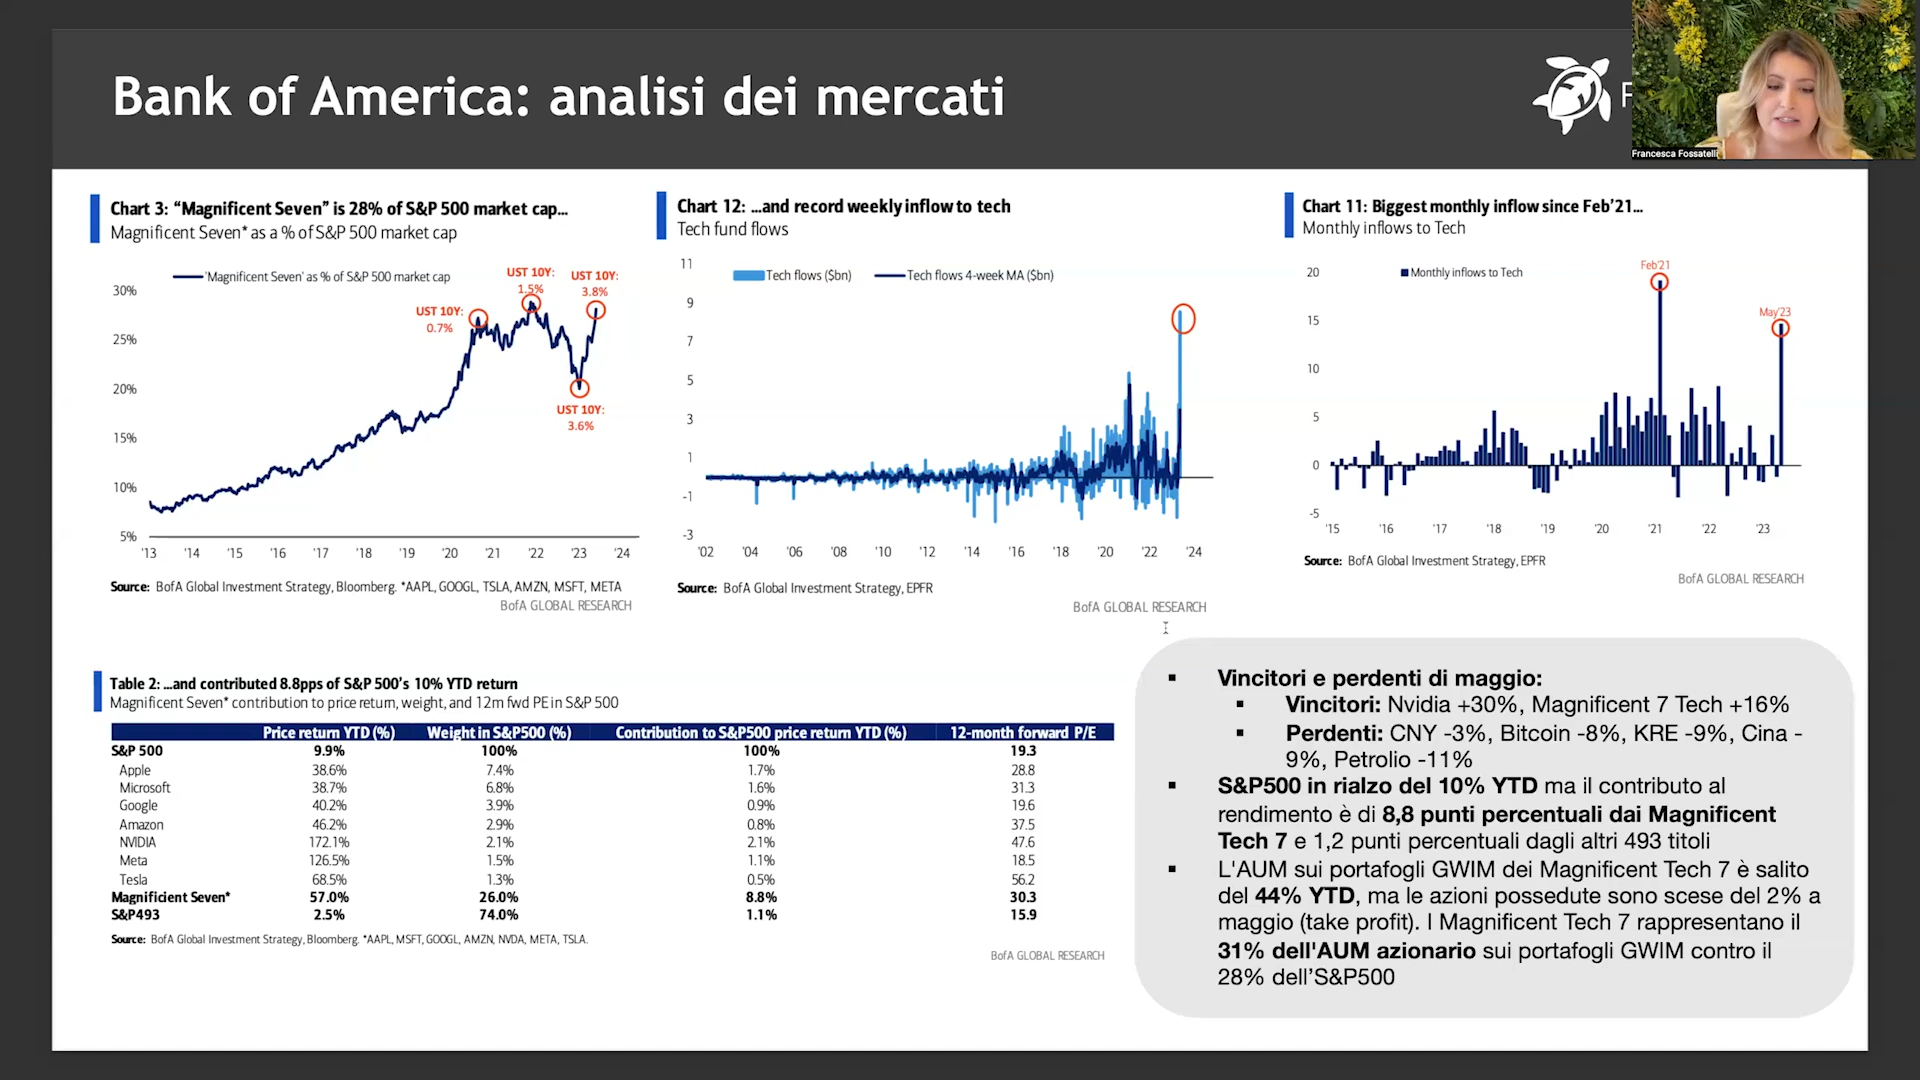 Bank of America: analisi dei mercati
F
Francesca Fossatelli
Chart 3: “Magnificent Seven” is 28% of S&P 500 market cap...
Magnificent Seven* as a % of S&P 500 market cap
'Magnificent Seven' as % of S&P 500 market cap
UST 10Y:
0.7%
UST 10Y:
1.5%
UST 10Y:
3.8%
UST 10Y:
3.6%
30%
25%
20%
15%
10%
5%
'13 '14 '15 '16 '17 '18 '19 '20 '21 '22 '23 '24
Source: BofA Global Investment Strategy, Bloomberg. *AAPL, GOOGL, TSLA, AMZN, MSFT, META
BofA GLOBAL RESEARCH
Chart 12: ...and record weekly inflow to tech
Tech fund flows
Tech flows ($bn) Tech flows 4-week MA ($bn)
11
9
7
5
3
1
-1
-3
'02 '04 '06 '08 '10 '12 '14 '16 '18 '20 '22 '24
Source: BofA Global Investment Strategy, EPFR
BofA GLOBAL RESEARCH
Chart 11: Biggest monthly inflow since Feb’21...
Monthly inflows to Tech
Monthly inflows to Tech
Feb'21
May'23
20
15
10
5
0
-5
'15 '16 '17 '18 '19 '20 '21 '22 '23
Source: BofA Global Investment Strategy, EPFR
BofA GLOBAL RESEARCH
Table 2: ...and contributed 8.8pps of S&P 500’s 10% YTD return
Magnificent Seven* contribution to price return, weight, and 12m fwd PE in S&P 500
Price return YTD (%) Weight in S&P500 (%) Contribution to S&P500 price return YTD (%) 12-month forward P/E
S&P 500 9.9% 100% 100% 19.3
Apple 38.6% 7.4% 1.7% 28.8
Microsoft 38.7% 6.8% 1.6% 31.3
Google 40.2% 3.9% 0.9% 19.6
Amazon 46.2% 2.9% 0.8% 37.5
NVIDIA 172.1% 2.1% 2.1% 47.6
Meta 126.5% 1.5% 1.1% 18.5
Tesla 68.5% 1.3% 0.5% 56.2
Magnificient Seven* 57.0% 26.0% 8.8% 30.3
S&P493 2.5% 74.0% 1.1% 15.9
Source: BofA Global Investment Strategy, Bloomberg. *AAPL, MSFT, GOOGL, AMZN, NVDA, META, TSLA.
BofA GLOBAL RESEARCH
▪ Vincitori e perdenti di maggio:
▪ Vincitori: Nvidia +30%, Magnificent 7 Tech +16%
▪ Perdenti: CNY -3%, Bitcoin -8%, KRE -9%, Cina -
9%, Petrolio -11%
▪ S&P500 in rialzo del 10% YTD ma il contributo al
rendimento è di 8,8 punti percentuali dai Magnificent
Tech 7 e 1,2 punti percentuali dagli altri 493 titoli
▪ L'AUM sui portafogli GWIM dei Magnificent Tech 7 è salito
del 44% YTD, ma le azioni possedute sono scese del 2% a
maggio (take profit). I Magnificent Tech 7 rappresentano il
31% dell'AUM azionario sui portafogli GWIM contro il
28% dell’S&P500